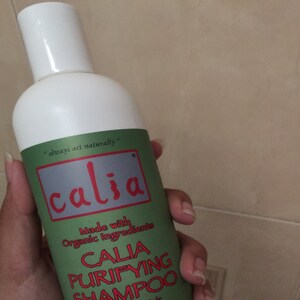 "always act naturally"
calia
Made with
Organic Ingredients
CALIA
PURIFYING
SHAMPOO